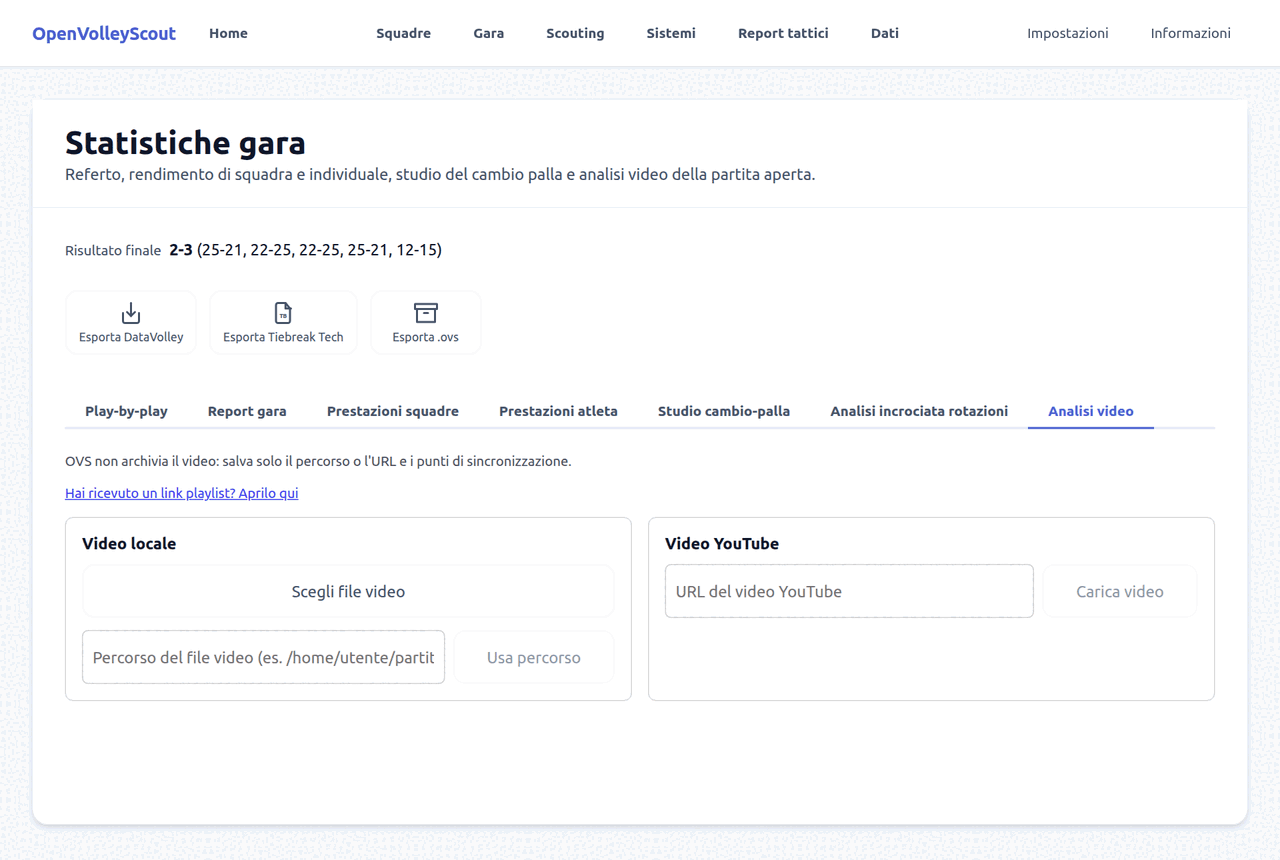 OpenVolleyScout Home Squadre Gara Scouting Sistemi Report tattici Dati Impostazioni Informazioni
Statistiche gara
Referto, rendimento di squadra e individuale, studio del cambio palla e analisi video della partita aperta.
Risultato finale 2-3 (25-21, 22-25, 22-25, 25-21, 12-15)
TB
Esporta DataVolley Esporta Tiebreak Tech Esporta .ovs
Play-by-play Report gara Prestazioni squadre Prestazioni atleta Studio cambio-palla Analisi incrociata rotazioni Analisi video
OVS non archivia il video: salva solo il percorso o l'URL e i punti di sincronizzazione.
Hai ricevuto un link playlist? Aprilo qui
Video locale
Scegli file video
Percorso del file video (es. /home/utente/partit
Usa percorso
Video YouTube
URL del video YouTube
Carica video